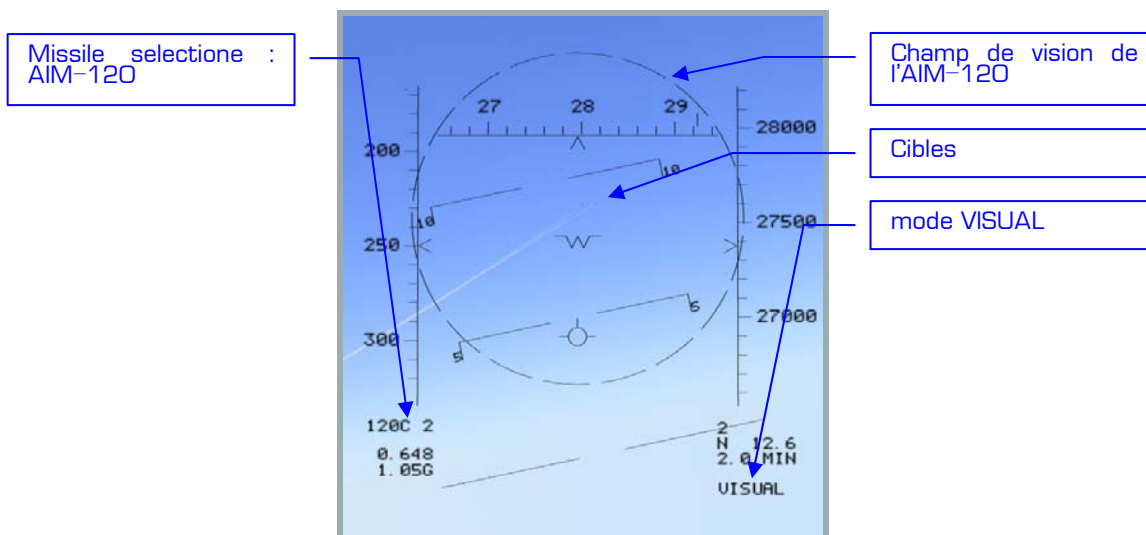 Missile selectione :
AIM-120
Champ de vision de
l'AIM-120
Cibles
mode VISUAL
27 28 29
200
250
300
28000
27500
27000
10
10
5
5
120C 2
0.648
1.05G
2
N 12.6
2.0 MIN
VISUAL